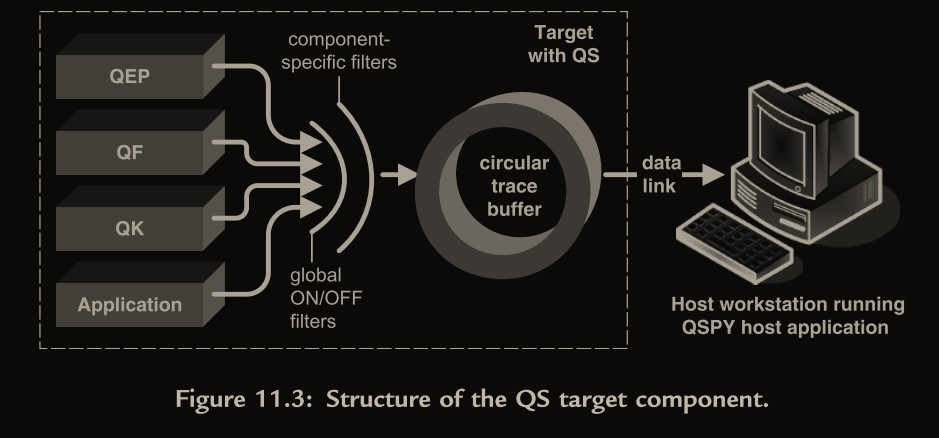 QEP
QF
QK
Application
component-
specific filters
global
ON/OFF
filters
Target
with QS
circular
trace
buffer
data
link
Host workstation running
QSPY host application
Figure 11.3: Structure of the QS target component.